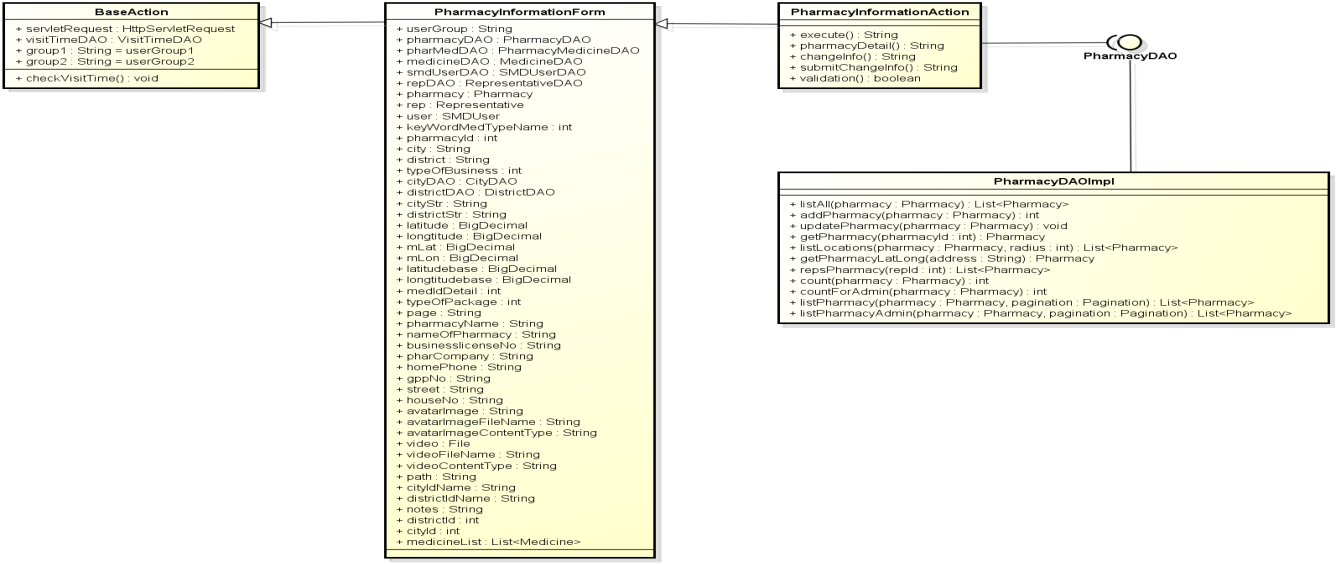 BaseAction
+ servletRequest : HttpServletRequest
+ visitTimeDAO : VisitTimeDAO
+ group1 : String = userGroup1
+ group2 : String = userGroup2
+ checkVisitTime() : void
PharmacyInformationForm
+ userGroup : String
+ pharmacyDAO : PharmacyDAO
+ pharMedDAO : PharmacyMedicineDAO
+ medicineDAO : MedicineDAO
+ smdUserDAO : SMDUserDAO
+ repDAO : RepresentativeDAO
+ pharmacy : Pharmacy
+ rep : Representative
+ user : SMDUser
+ keyWordMedTypeName : int
+ pharmacyId : int
+ city : String
+ district : String
+ typeOfBusiness : int
+ cityDAO : CityDAO
+ districtDAO : DistrictDAO
+ cityStr : String
+ districtStr : String
+ latitude : BigDecimal
+ longtitude : BigDecimal
+ mLat : BigDecimal
+ mLon : BigDecimal
+ latitudebase : BigDecimal
+ longtitudebase : BigDecimal
+ medIdDetail : int
+ typeOfPackage : int
+ page : String
+ pharmacyName : String
+ nameOfPharmacy : String
+ businesslicenseNo : String
+ pharCompany : String
+ homePhone : String
+ gppNo : String
+ street : String
+ houseNo : String
+ avatarImage : String
+ avatarImageFileName : String
+ avatarImageContentType : String
+ video : File
+ videoFileName : String
+ videoContentType : String
+ path : String
+ cityIdName : String
+ districtIdName : String
+ notes : String
+ districtId : int
+ cityId : int
+ medicineList : List<Medicine>
PharmacyInformationAction
+ execute() : String
+ pharmacyDetail() : String
+ changeInfo() : String
+ submitChangeInfo() : String
+ validation() : boolean
PharmacyDAO
PharmacyDAOImpl
+ listAll(pharmacy : Pharmacy) : List<Pharmacy>
+ addPharmacy(pharmacy : Pharmacy) : int
+ updatePharmacy(pharmacy : Pharmacy) : void
+ getPharmacy(pharmacyId : int) : Pharmacy
+ listLocations(pharmacy : Pharmacy, radius : int) : List<Pharmacy>
+ getPharmacyLatLong(address : String) : Pharmacy
+ repsPharmacy(repId : int) : List<Pharmacy>
+ count(pharmacy : Pharmacy) : int
+ countForAdmin(pharmacy : Pharmacy) : int
+ listPharmacy(pharmacy : Pharmacy, pagination : Pagination) : List<Pharmacy>
+ listPharmacyAdmin(pharmacy : Pharmacy, pagination : Pagination) : List<Pharmacy>